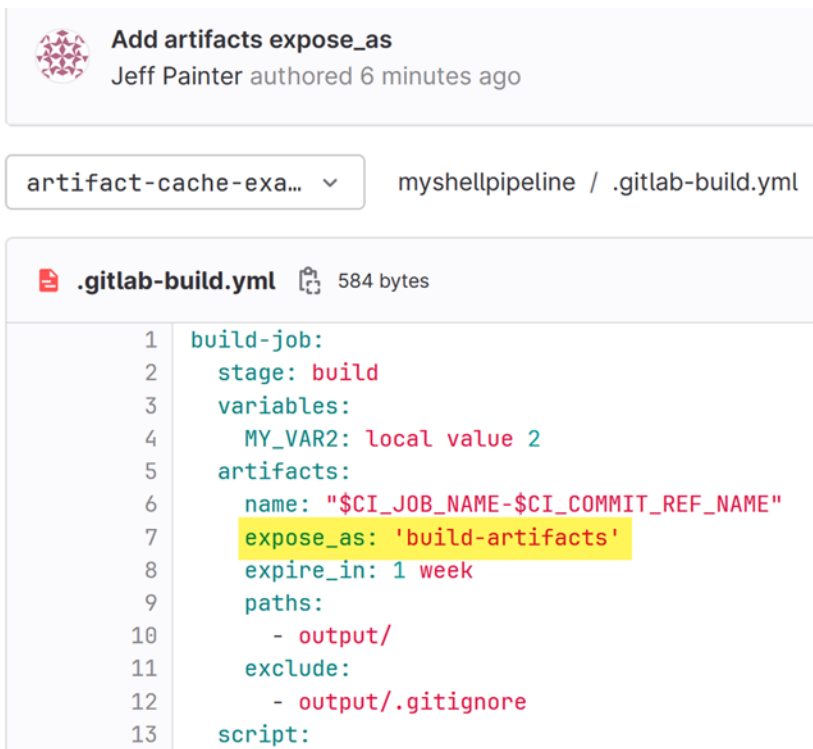 Add artifacts expose_as
Jeff Painter authored 6 minutes ago
artifact-cache-exa… myshellpipeline / .gitlab-build.yml
.gitlab-build.yml 584 bytes
1 build-job:
2   stage: build
3   variables:
4     MY_VAR2: local value 2
5   artifacts:
6     name: "$CI_JOB_NAME-$CI_COMMIT_REF_NAME"
7     expose_as: 'build-artifacts'
8     expire_in: 1 week
9     paths:
10       - output/
11     exclude:
12       - output/.gitignore
13   script: